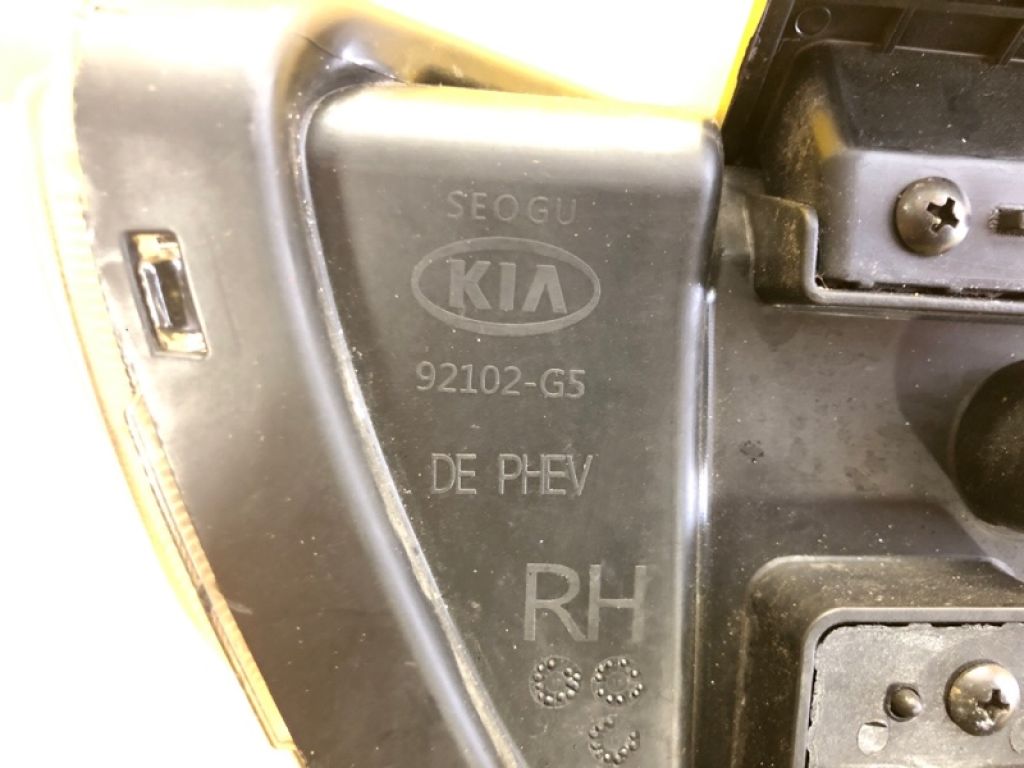 SEOGU
KIA
92102-G5
DE PHEV
RH